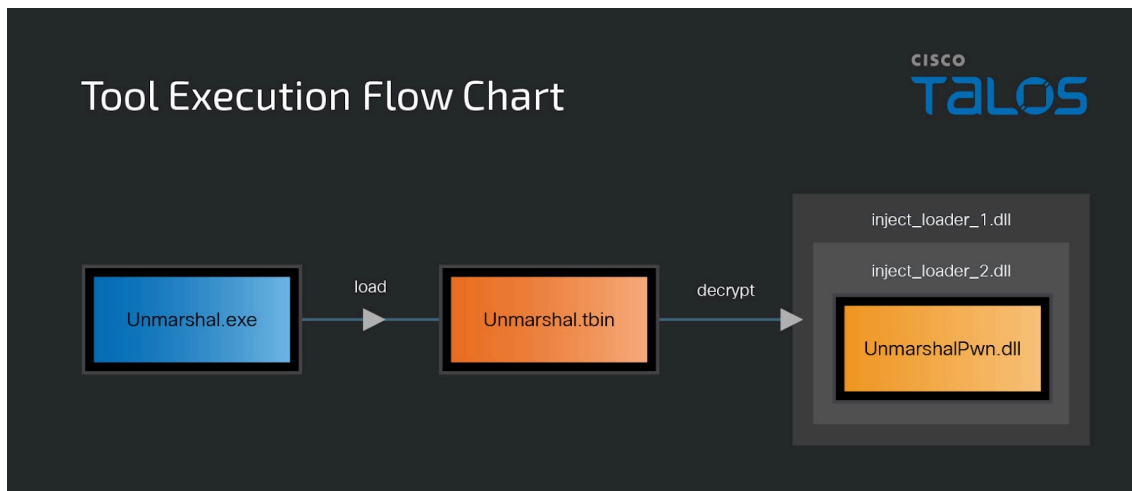 CISCO
TALOS
Tool Execution Flow Chart
inject_loader_1.dll
inject_loader_2.dll
load
decrypt
Unmarshal.exe
Unmarshal.tbin
UnmarshalPwn.dll